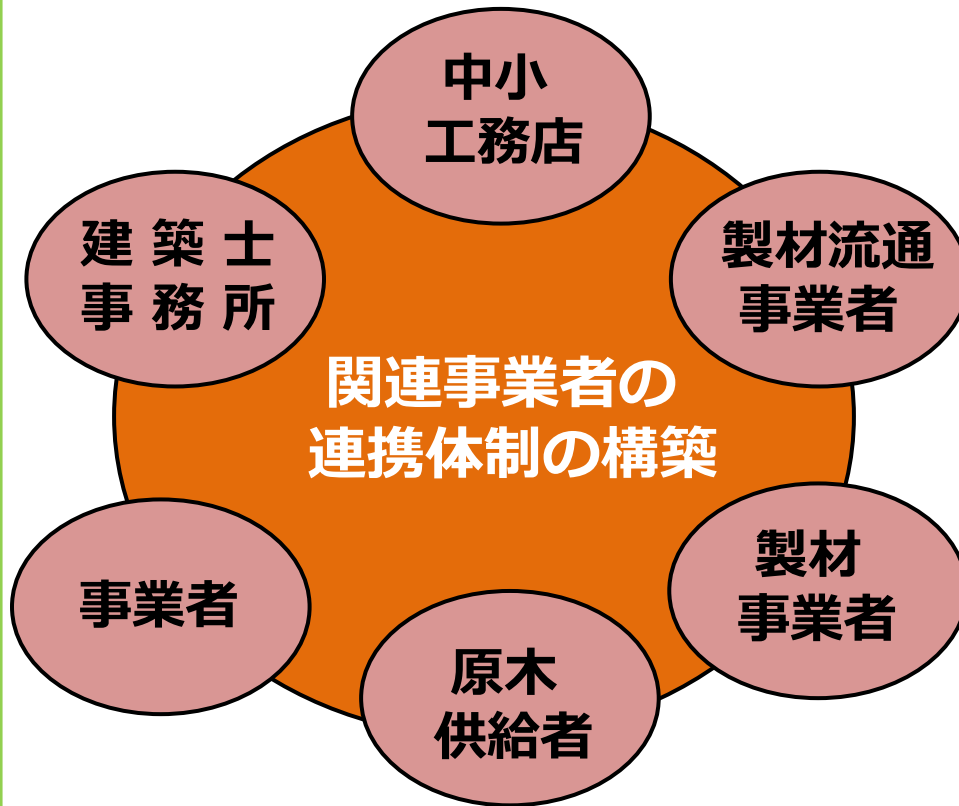 中小
工務店
建 築 士
事 務 所
製材流通
事業者
関連事業者の
連携体制の構築
事業者
製材
事業者
原木
供給者